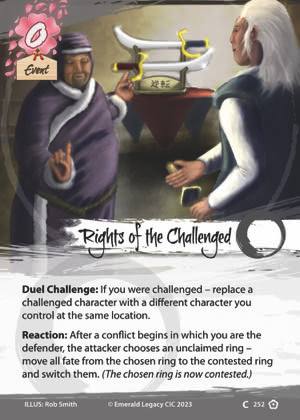 0
Event
逆転
Rights of the Challenged
Duel Challenge: If you were challenged – replace a
challenged character with a different character you
control at the same location.
Reaction: After a conflict begins in which you are the
defender, the attacker chooses an unclaimed ring –
move all fate from the chosen ring to the contested ring
and switch them. (The chosen ring is now contested.)
ILLUS: Rob Smith © Emerald Legacy CIC 2023 C 252